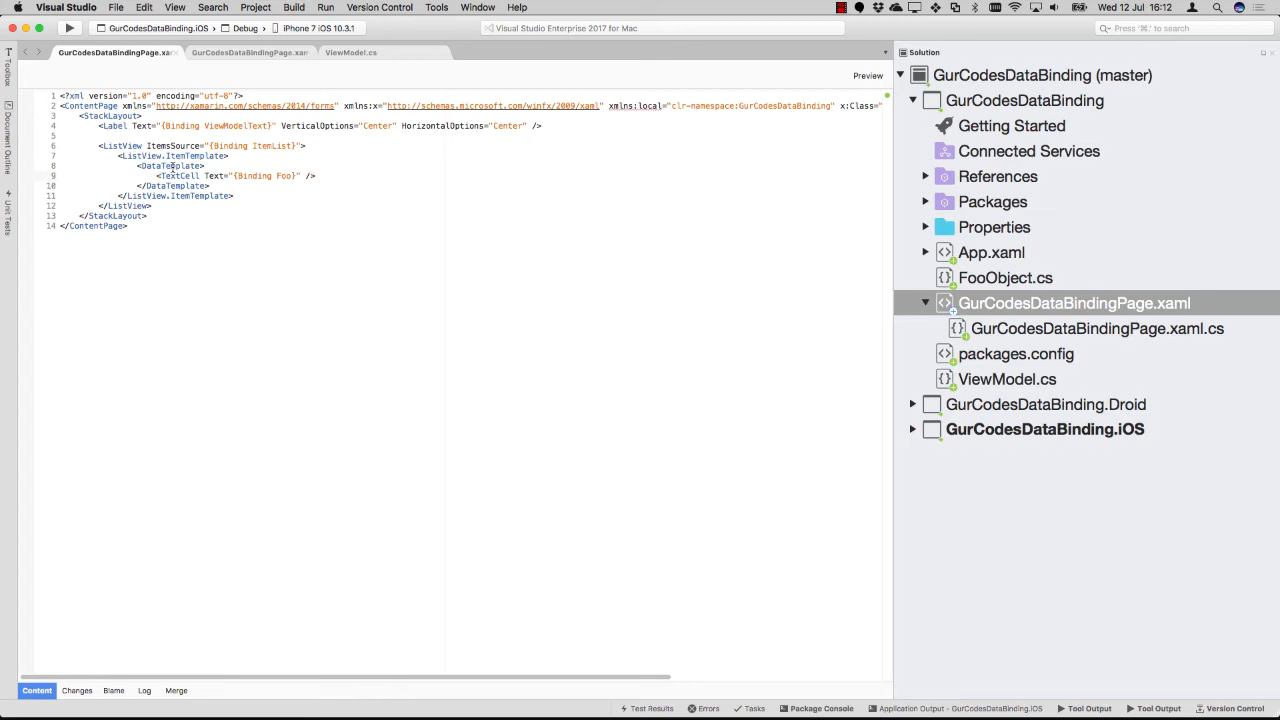 Visual Studio File Edit View Search Project Build Run Version Control Tools Window Help Wed 12 Jul 16:12
GurCodesDataBinding.iOS Debug iPhone 7 iOS 10.3.1 Visual Studio Enterprise 2017 for Mac Press '⌘.' to search
GurCodesDataBindingPage.xam GurCodesDataBindingPage.xam ViewModel.cs
Preview
1 <?xml version="1.0" encoding="utf-8"?>
2 <ContentPage xmlns="http://xamarin.com/schemas/2014/forms" xmlns:x="http://schemas.microsoft.com/winfx/2009/xaml" xmlns:local="clr-namespace:GurCodesDataBinding" x:Class="
3 <StackLayout>
4 <Label Text="{Binding ViewModelText}" VerticalOptions="Center" HorizontalOptions="Center" />
5
6 <ListView ItemsSource="{Binding ItemList}">
7 <ListView.ItemTemplate>
8 <DataTemplate>
9 <TextCell Text="{Binding Foo}" />
10 </DataTemplate>
11 </ListView.ItemTemplate>
12 </ListView>
13 </StackLayout>
14 </ContentPage>
Toolbox
Document Outline
Unit Tests
Solution
GurCodesDataBinding (master)
GurCodesDataBinding
Getting Started
Connected Services
References
Packages
Properties
App.xaml
FooObject.cs
GurCodesDataBindingPage.xaml
GurCodesDataBindingPage.xaml.cs
packages.config
ViewModel.cs
GurCodesDataBinding.Droid
GurCodesDataBinding.iOS
Content Changes Blame Log Merge
Test Results Errors Tasks Package Console Application Output - GurCodesDataBinding.iOS Tool Output Tool Output Version Control